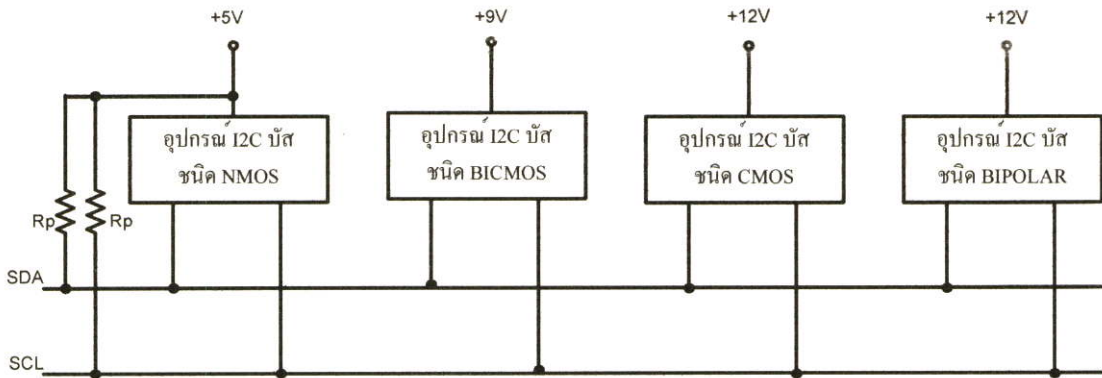 +5V
+9V
+12V
+12V
อุปกรณ์ I2C บัส
ชนิด NMOS
อุปกรณ์ I2C บัส
ชนิด BICMOS
อุปกรณ์ I2C บัส
ชนิด CMOS
อุปกรณ์ I2C บัส
ชนิด BIPOLAR
Rp
Rp
SDA
SCL